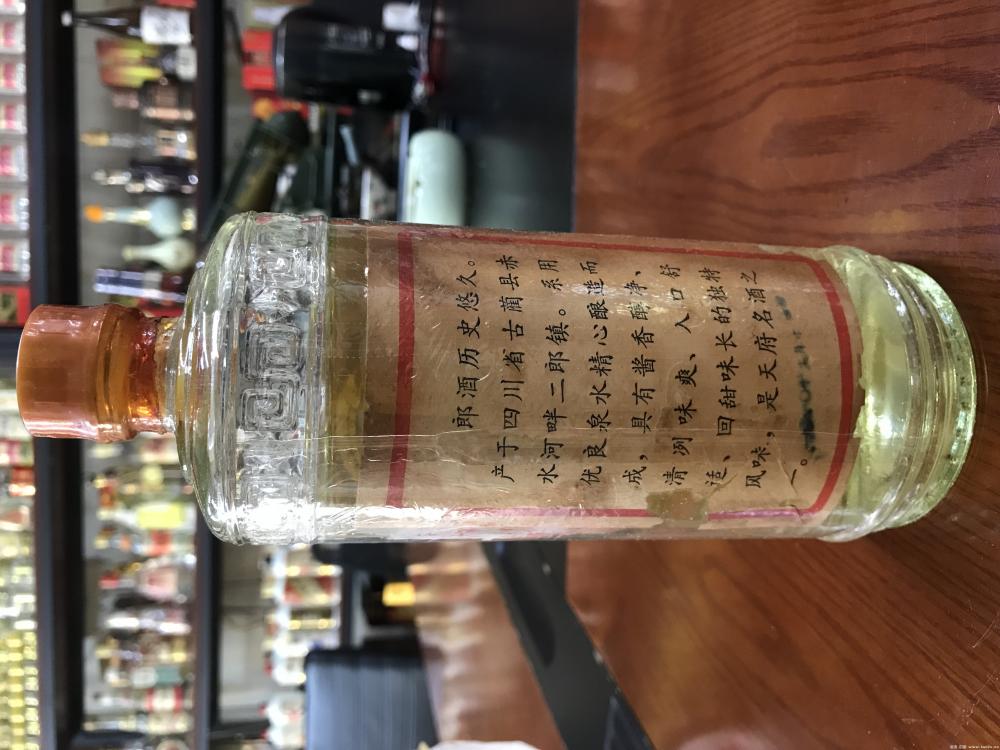 郎酒历史悠久。
产于四川省古蔺县赤
水河畔二郎镇。系用
优良泉水精心酿造而
成，具有酱香醇净、
清冽味爽、入口舒
适、回甜味长的独特
风味，是天府名酒之
一。